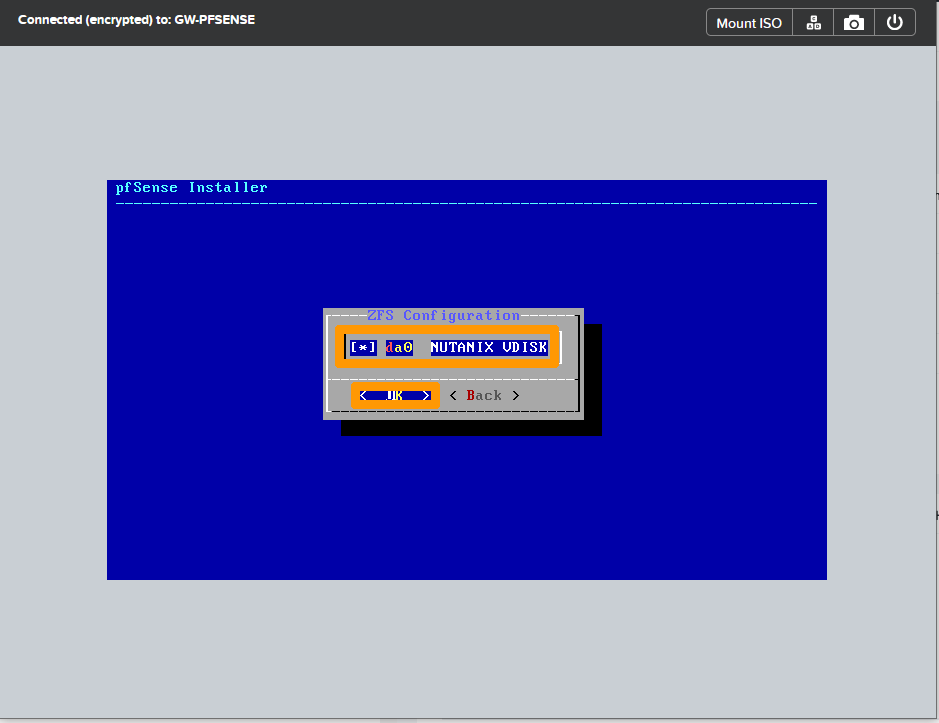 Connected (encrypted) to: GW-PFSENSE
Mount ISO
pfSense Installer
ZFS Configuration
[*] da0 NUTANIX VDISK
< OK > < Back >